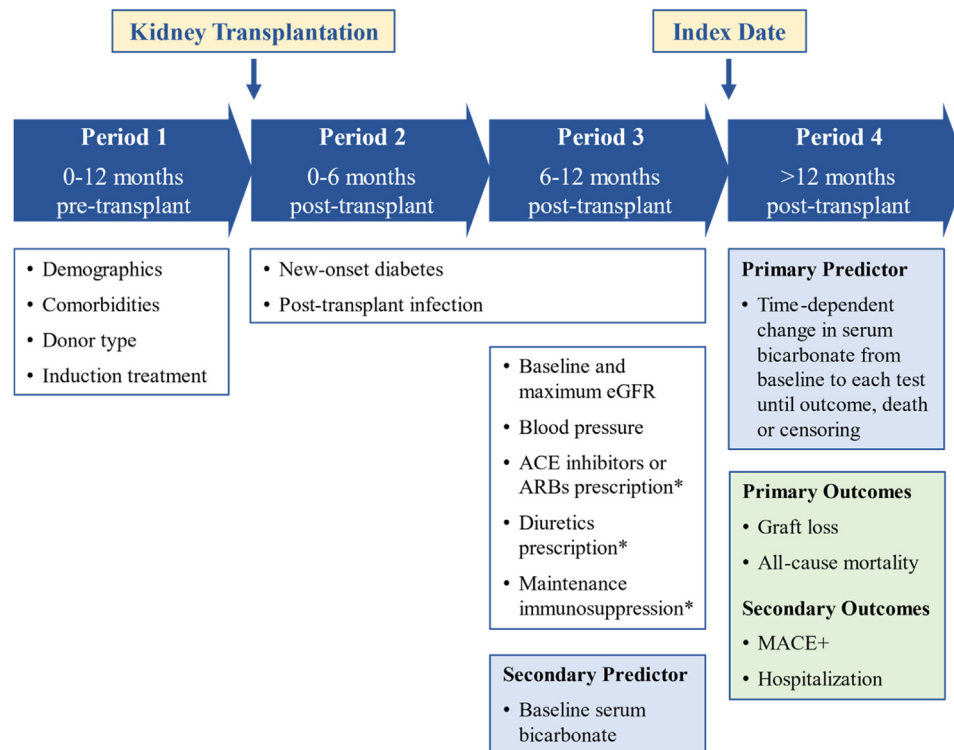 Kidney Transplantation
Index Date
Period 1
0-12 months
pre-transplant
Period 2
0-6 months
post-transplant
Period 3
6-12 months
post-transplant
Period 4
>12 months
post-transplant
• Demographics
• Comorbidities
• Donor type
• Induction treatment
• New-onset diabetes
• Post-transplant infection
• Baseline and
maximum eGFR
• Blood pressure
• ACE inhibitors or
ARBs prescription*
• Diuretics
prescription*
• Maintenance
immunosuppression*
Secondary Predictor
• Baseline serum
bicarbonate
Primary Predictor
• Time-dependent
change in serum
bicarbonate from
baseline to each test
until outcome, death
or censoring
Primary Outcomes
• Graft loss
• All-cause mortality
Secondary Outcomes
• MACE+
• Hospitalization